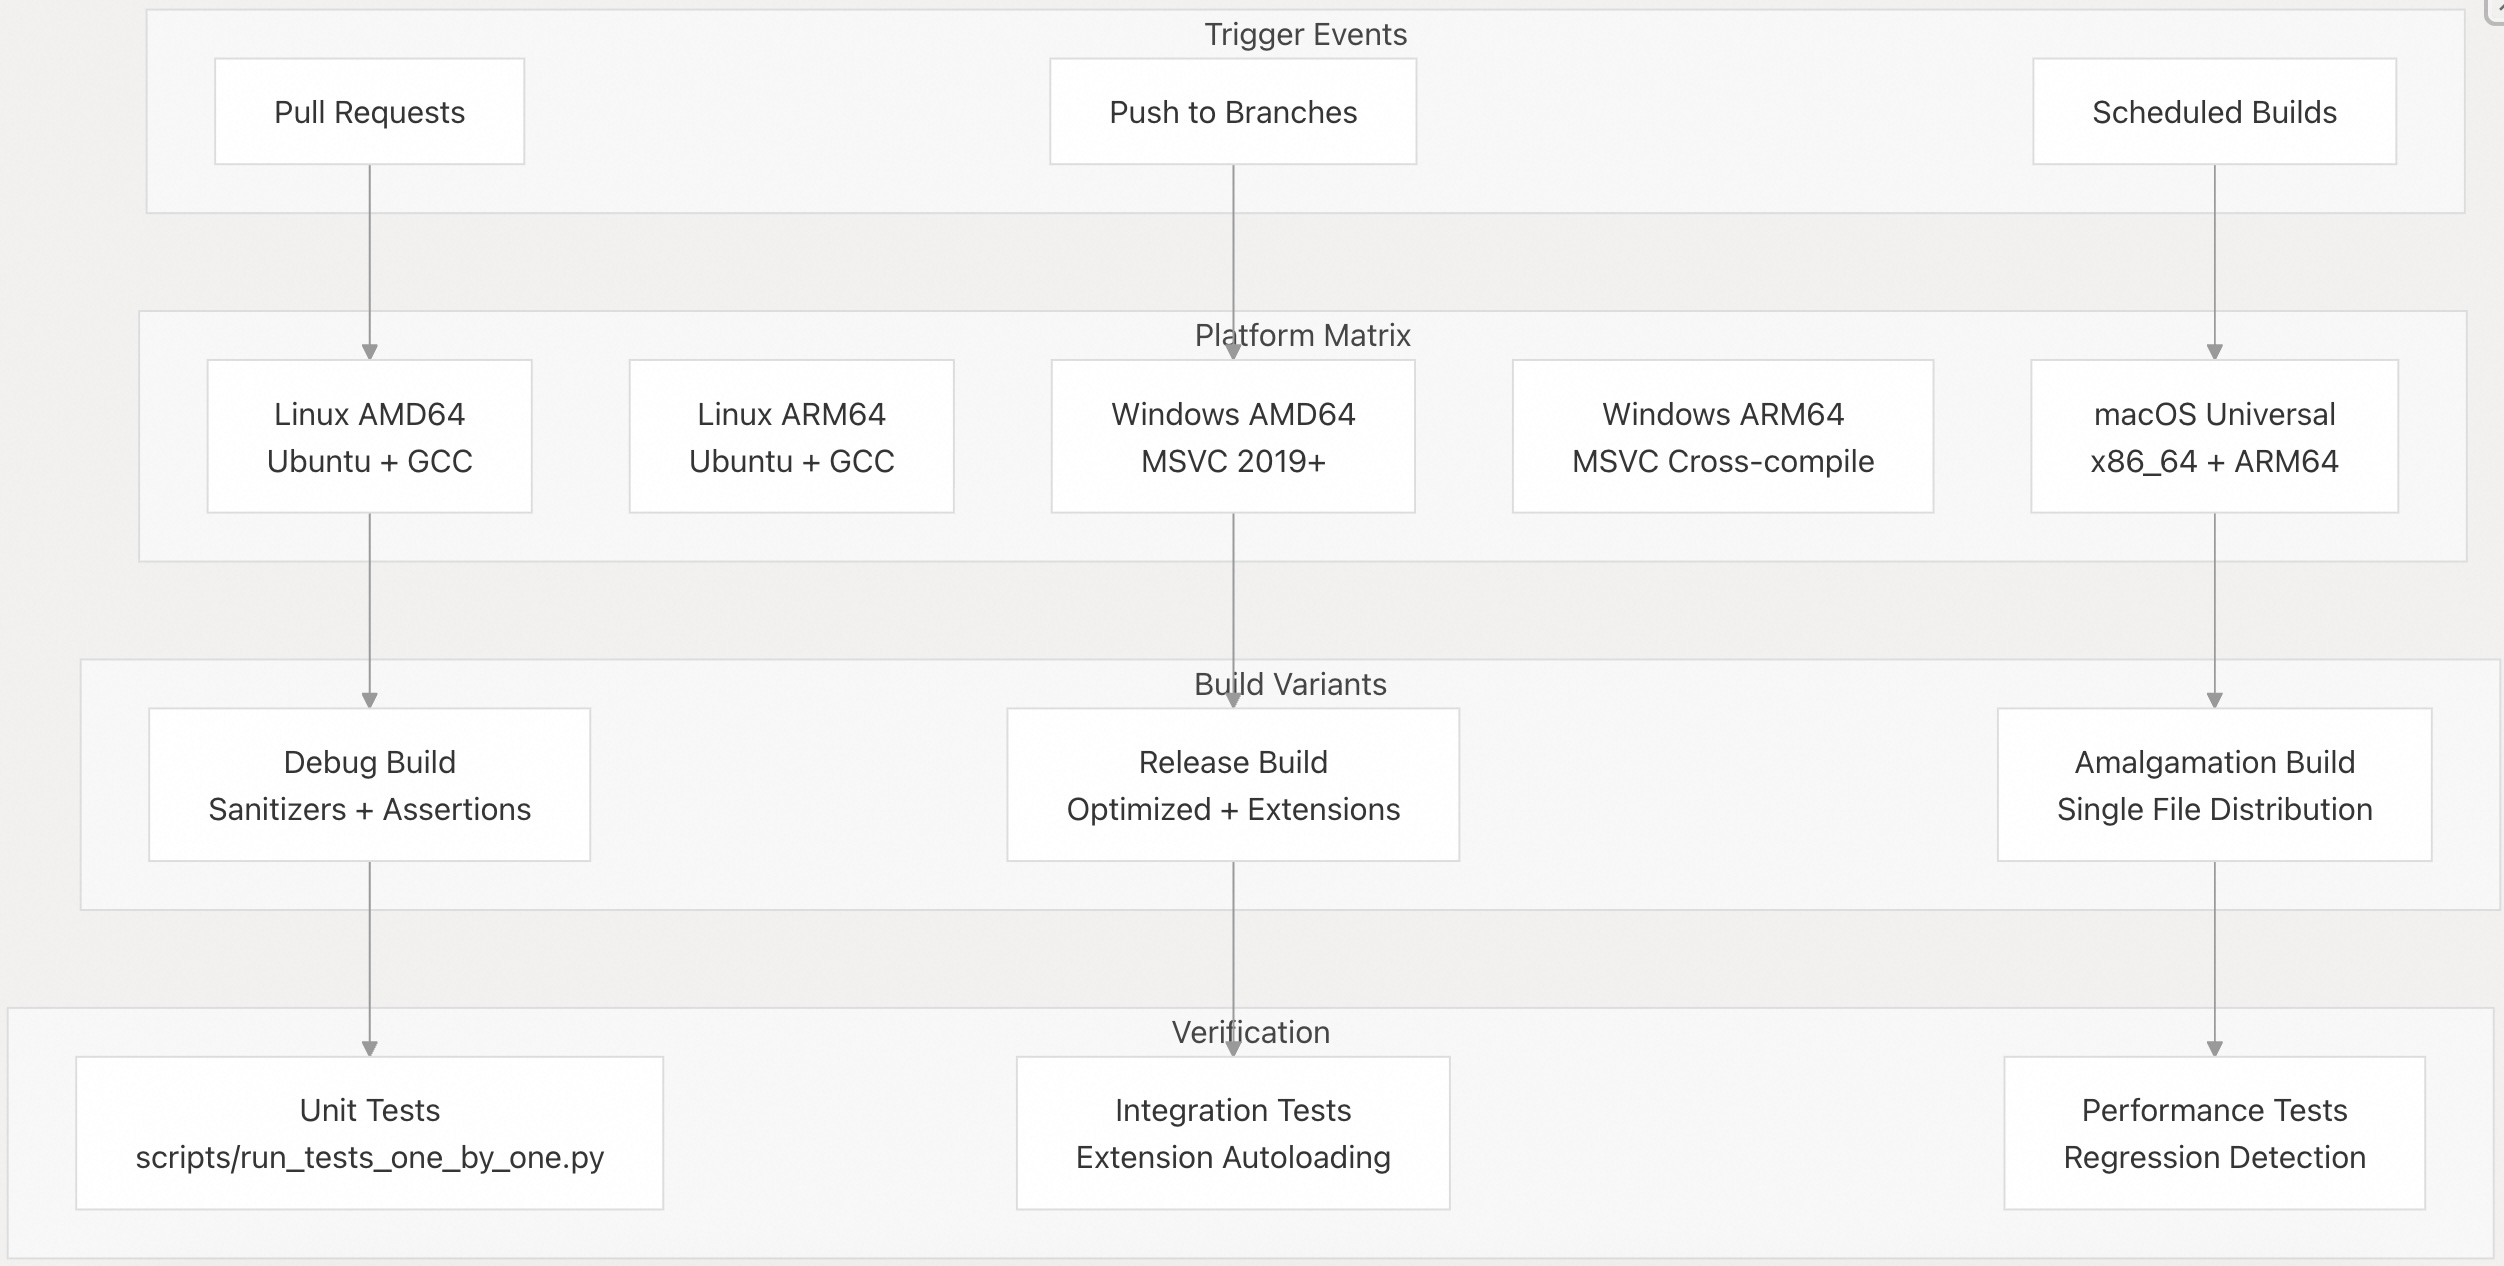 Trigger Events
Pull Requests
Push to Branches
Scheduled Builds
Platform Matrix
Linux AMD64
Ubuntu + GCC
Linux ARM64
Ubuntu + GCC
Windows AMD64
MSVC 2019+
Windows ARM64
MSVC Cross-compile
macOS Universal
x86_64 + ARM64
Build Variants
Debug Build
Sanitizers + Assertions
Release Build
Optimized + Extensions
Amalgamation Build
Single File Distribution
Verification
Unit Tests
scripts/run_tests_one_by_one.py
Integration Tests
Extension Autoloading
Performance Tests
Regression Detection